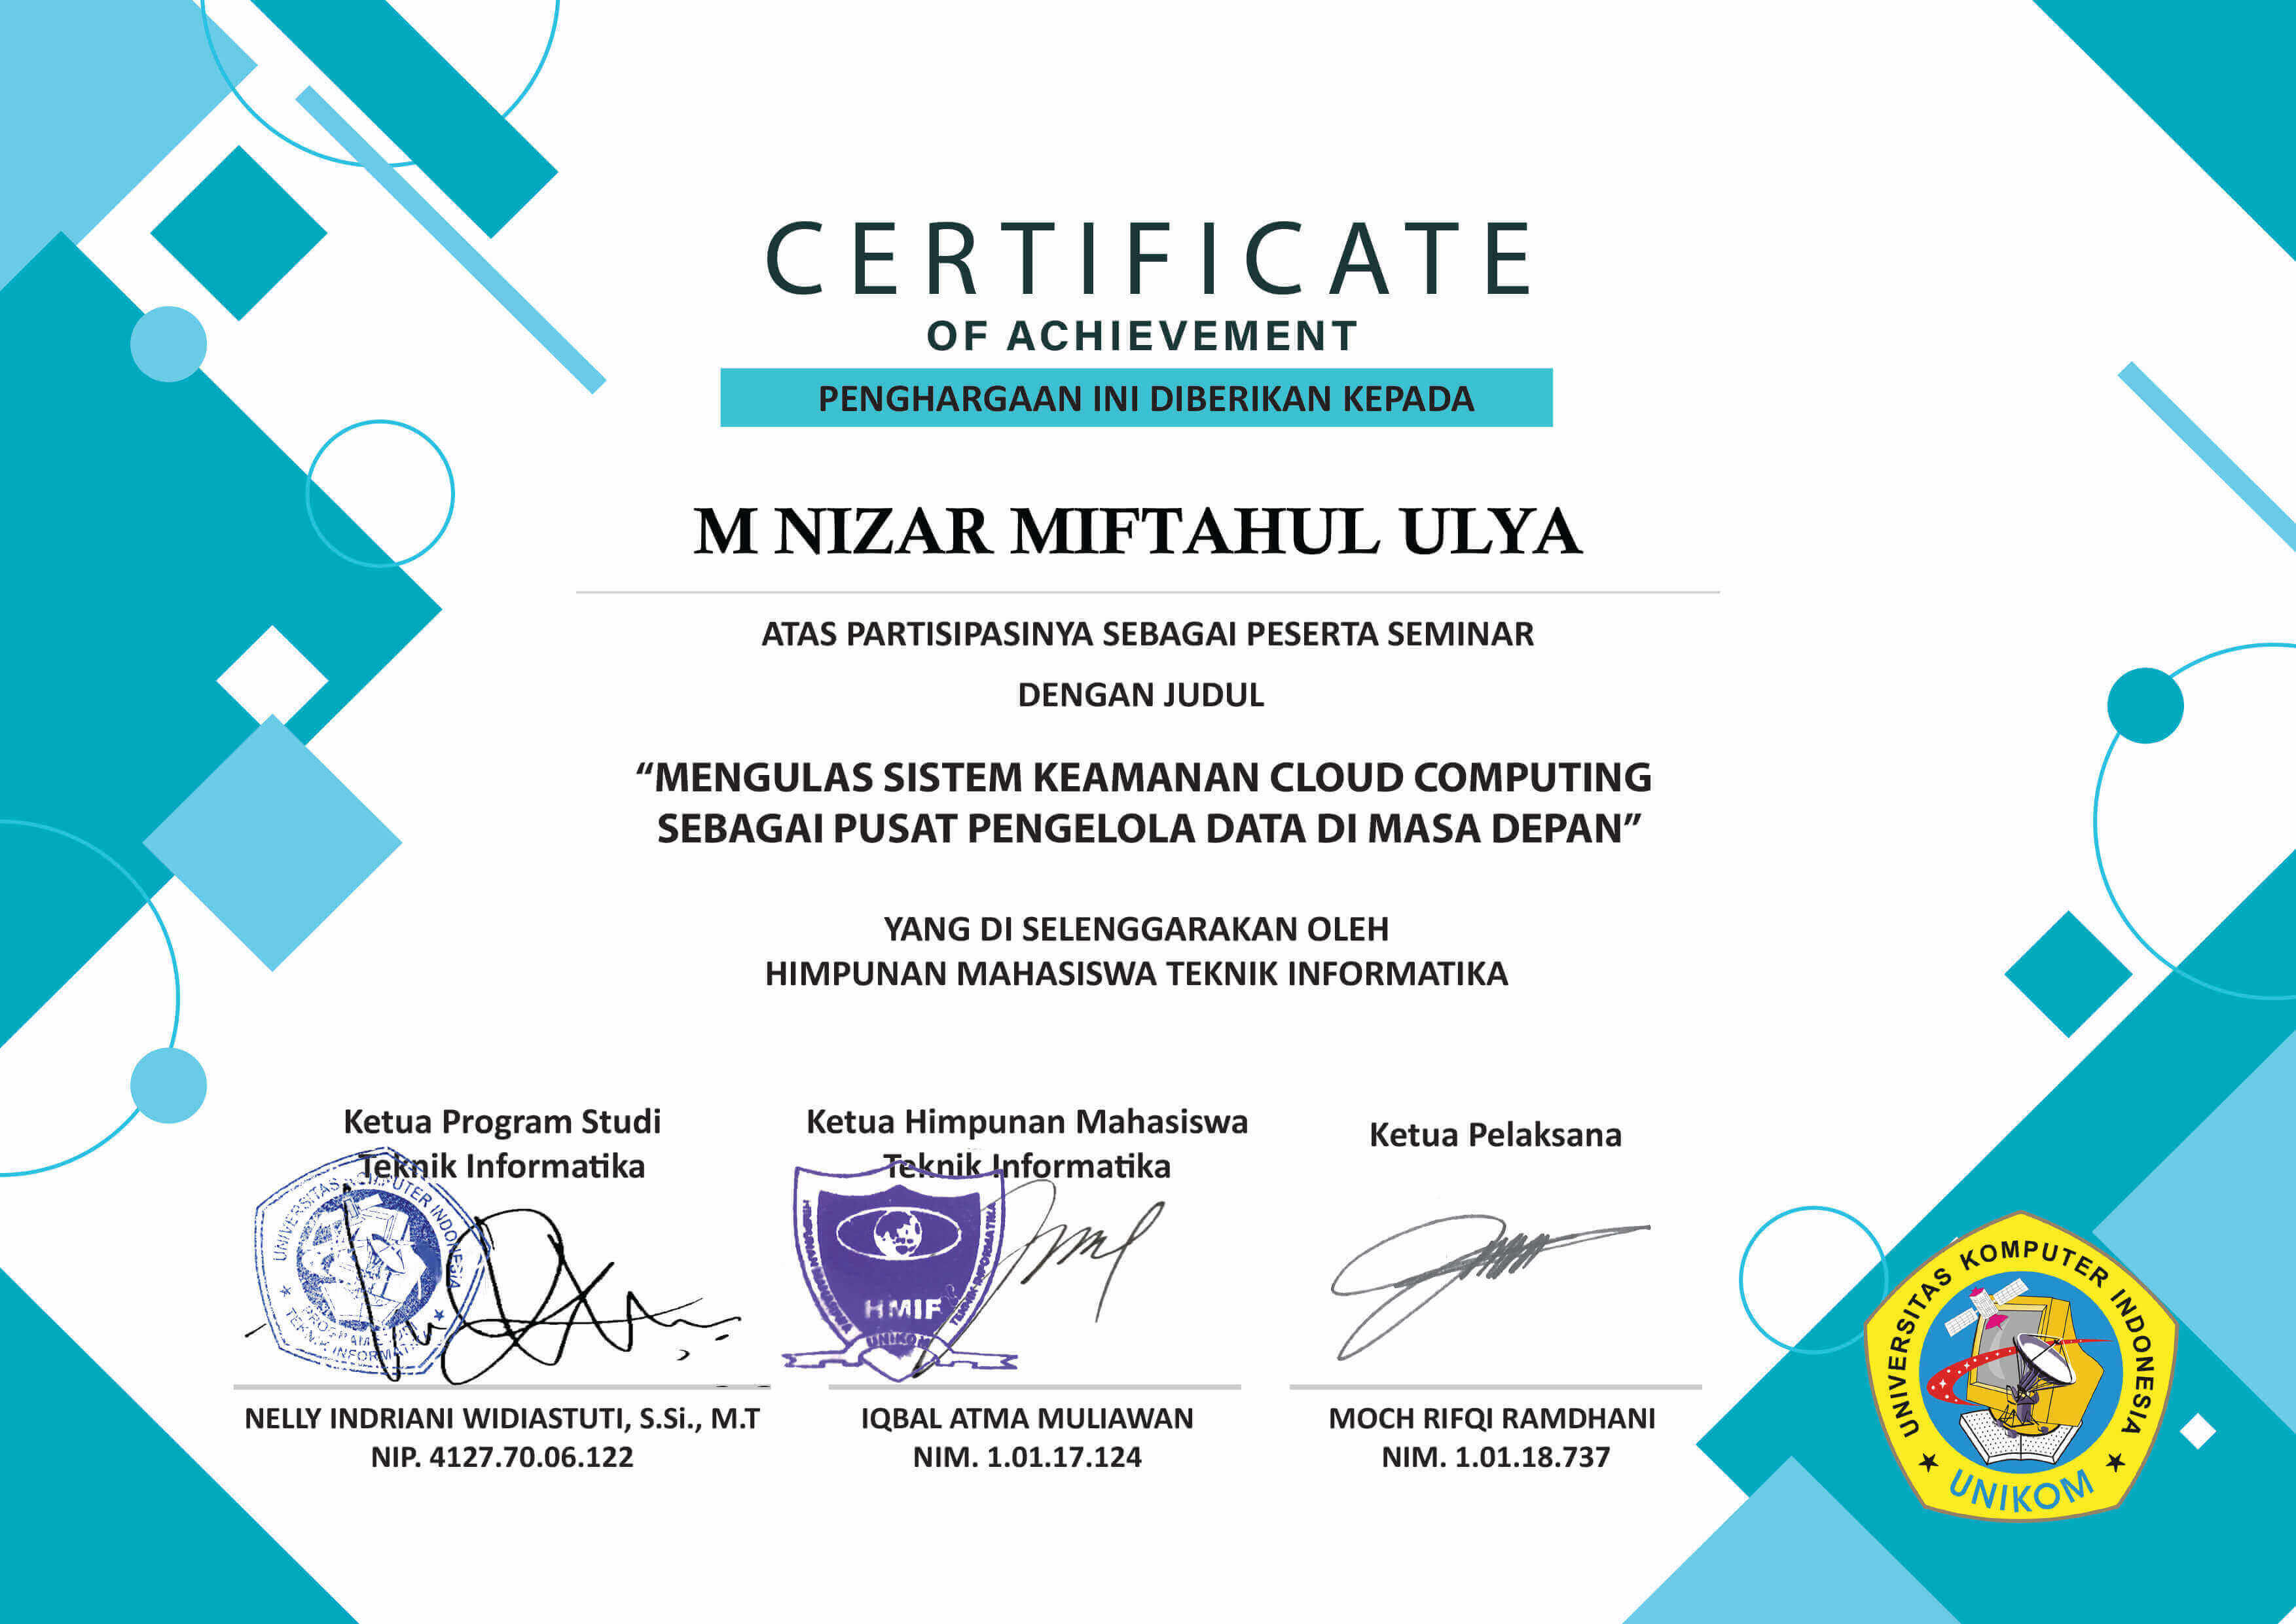 CERTIFICATE
OF ACHIEVEMENT
PENGHARGAAN INI DIBERIKAN KEPADA
M NIZAR MIFTAHUL ULYA
ATAS PARTISIPASINYA SEBAGAI PESERTA SEMINAR
DENGAN JUDUL
“MENGULAS SISTEM KEAMANAN CLOUD COMPUTING
SEBAGAI PUSAT PENGELOLA DATA DI MASA DEPAN”
YANG DI SELENGGARAKAN OLEH
HIMPUNAN MAHASISWA TEKNIK INFORMATIKA
Ketua Program Studi
Teknik Informatika
UNIVERSITAS KOMPUTER INDONESIA
PROGRAM STUDI
TEKNIK INFORMATIKA
NELLY INDRIANI WIDIASTUTI, S.Si., M.T
NIP. 4127.70.06.122
Ketua Himpunan Mahasiswa
Teknik Informatika
HIMPUNAN MAHASISWA
TEKNIK INFORMATIKA
HMIF
UNIKOM
IQBAL ATMA MULIAWAN
NIM. 1.01.17.124
Ketua Pelaksana
MOCH RIFQI RAMDHANI
NIM. 1.01.18.737
UNIVERSITAS KOMPUTER INDONESIA
UNIKOM